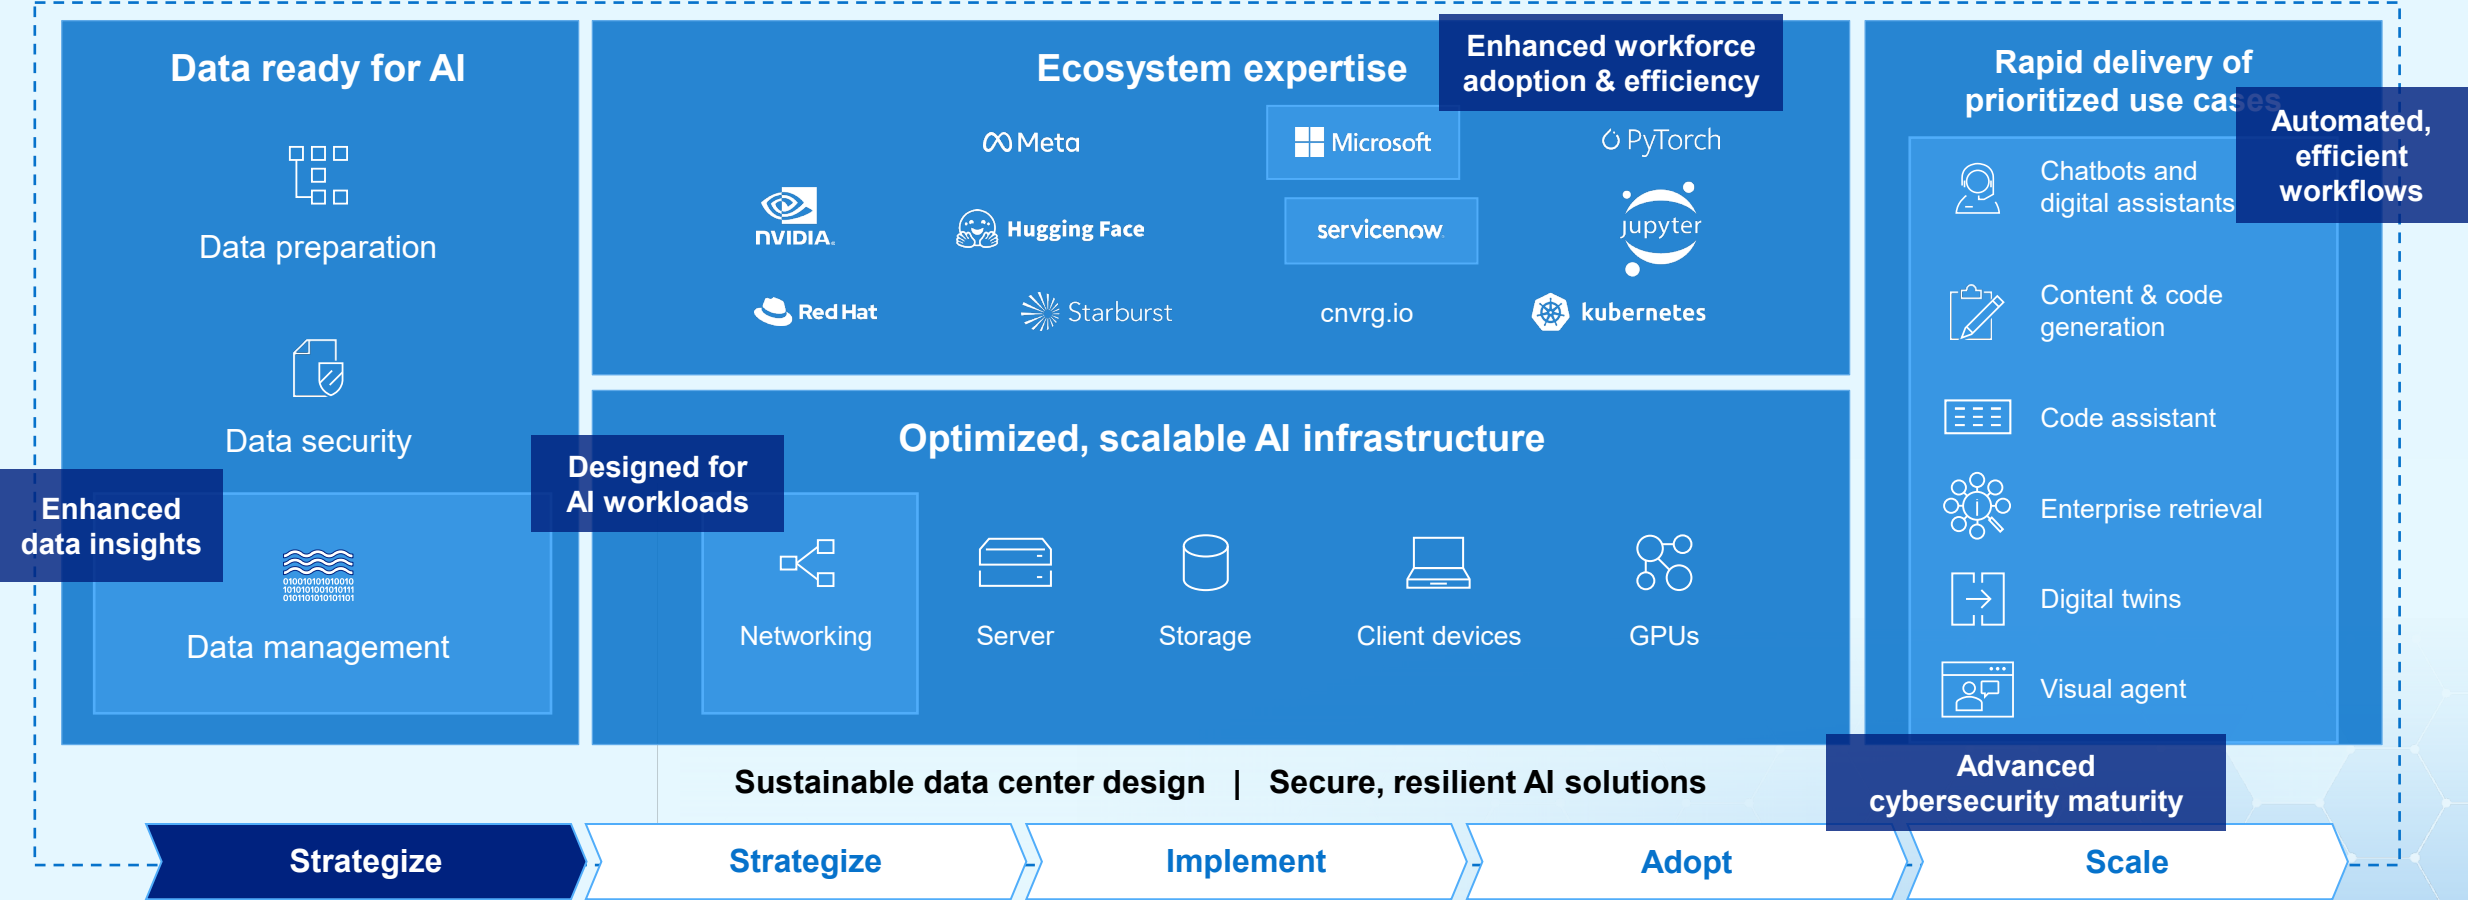 Data ready for AI
Data preparation
Data security
Enhanced
data insights
010010101010010
1010101001010111
0101101010101101
Data management
Ecosystem expertise
Enhanced workforce
adoption & efficiency
Meta
Microsoft
PyTorch
NVIDIA.
Hugging Face
servicenow
jupyter
Red Hat
Starburst
cnvrg.io
kubernetes
Designed for
AI workloads
Optimized, scalable AI infrastructure
Networking
Server
Storage
Client devices
GPUs
Rapid delivery of
prioritized use cases
Automated,
efficient
workflows
Chatbots and
digital assistants
Content & code
generation
Code assistant
i
Enterprise retrieval
Digital twins
Visual agent
Sustainable data center design | Secure, resilient AI solutions
Advanced
cybersecurity maturity
Strategize
Strategize
Implement
Adopt
Scale